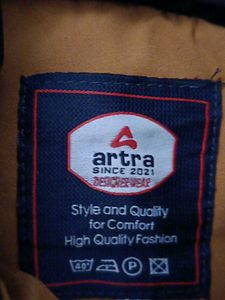 artra
SINCE 2021
DESIGNER WEAR
Style and Quality
for Comfort
High Quality Fashion
40° P